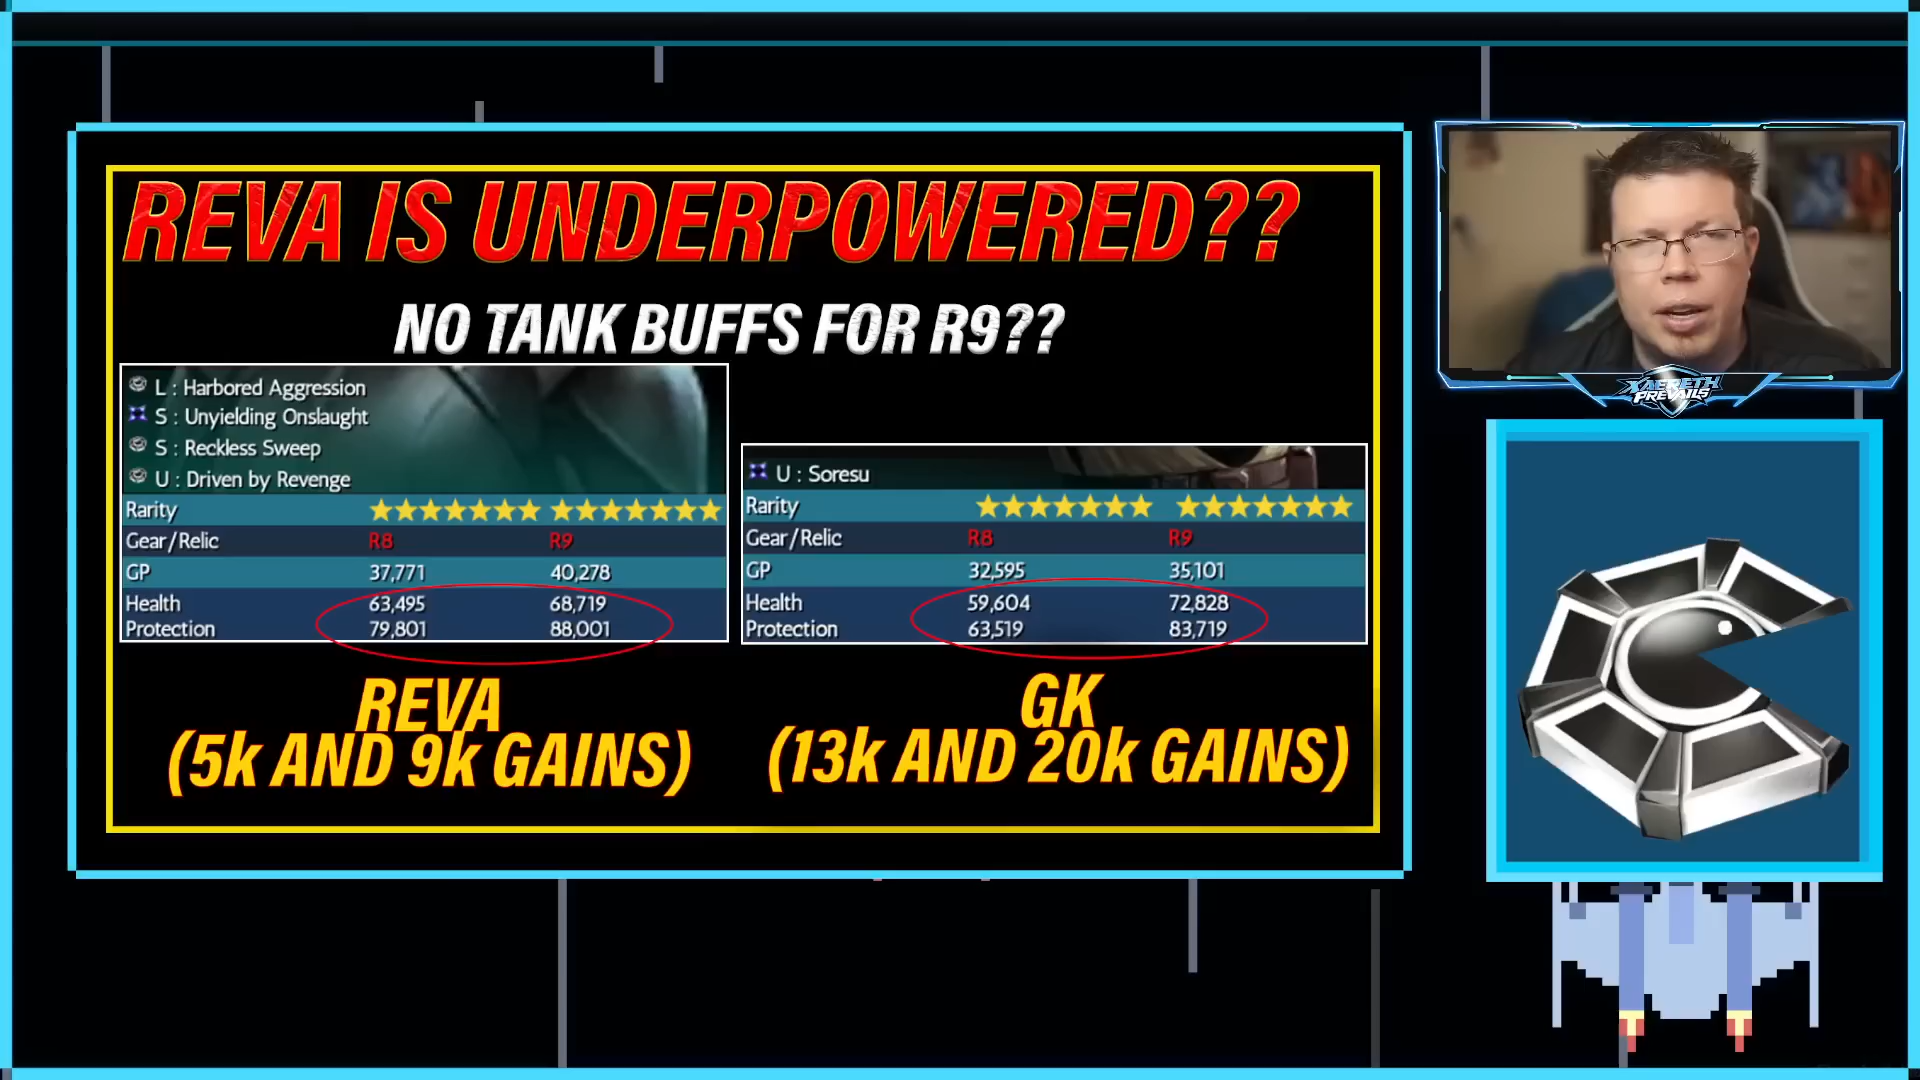 REVA IS UNDERPOWERED??
NO TANK BUFFS FOR R9??
L : Harbored Aggression
S : Unyielding Onslaught
S : Reckless Sweep
U : Driven by Revenge
Rarity
Gear/Relic R8 R9
GP 37,771 40,278
Health 63,495 68,719
Protection 79,801 88,001
U : Soresu
Rarity
Gear/Relic R8 R9
GP 32,595 35,101
Health 59,604 72,828
Protection 63,519 83,719
REVA
(5k AND 9k GAINS)
GK
(13k AND 20k GAINS)
XAERETH
PREVAILS